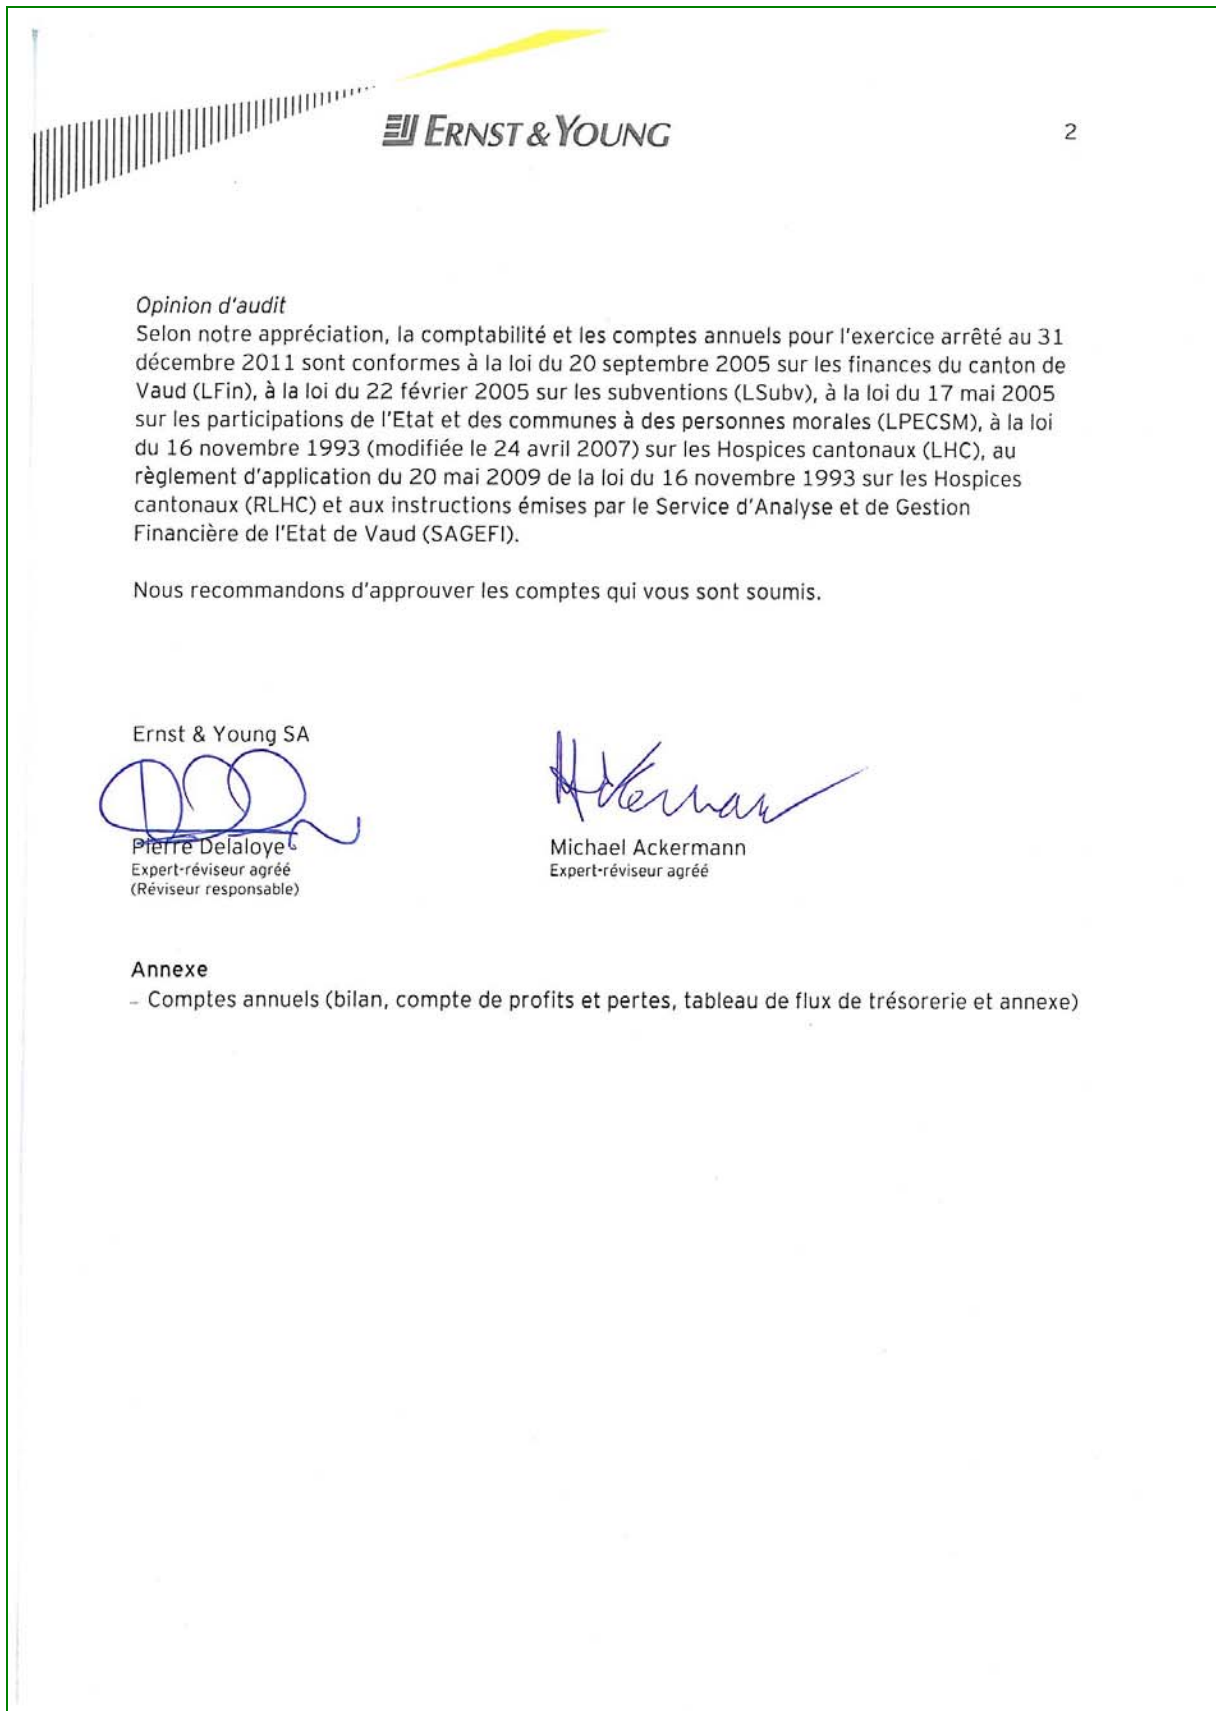 ERNST & YOUNG
2
Opinion d'audit
Selon notre appréciation, la comptabilité et les comptes annuels pour l'exercice arrêté au 31
décembre 2011 sont conformes à la loi du 20 septembre 2005 sur les finances du canton de
Vaud (LFin), à la loi du 22 février 2005 sur les subventions (LSubv), à la loi du 17 mai 2005
sur les participations de l'Etat et des communes à des personnes morales (LPECSM), à la loi
du 16 novembre 1993 (modifiée le 24 avril 2007) sur les Hospices cantonaux (LHC), au
règlement d'application du 20 mai 2009 de la loi du 16 novembre 1993 sur les Hospices
cantonaux (RLHC) et aux instructions émises par le Service d'Analyse et de Gestion
Financière de l'Etat de Vaud (SAGEFI).
Nous recommandons d'approuver les comptes qui vous sont soumis.
Ernst & Young SA
Pierre Delaloye
Expert-réviseur agréé
(Réviseur responsable)
Michael Ackermann
Expert-réviseur agréé
Annexe
– Comptes annuels (bilan, compte de profits et pertes, tableau de flux de trésorerie et annexe)